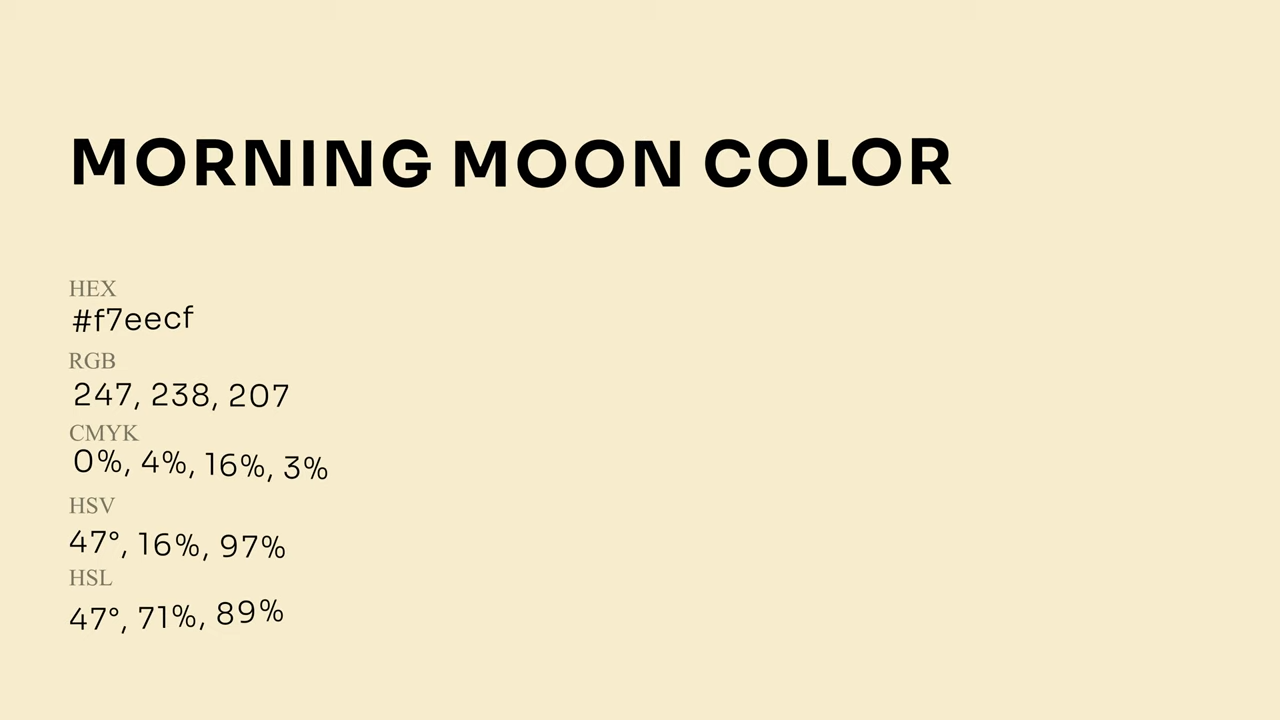 MORNING MOON COLOR
HEX
#f7eecf
RGB
247, 238, 207
CMYK
0%, 4%, 16%, 3%
HSV
47°, 16%, 97%
HSL
47°, 71%, 89%